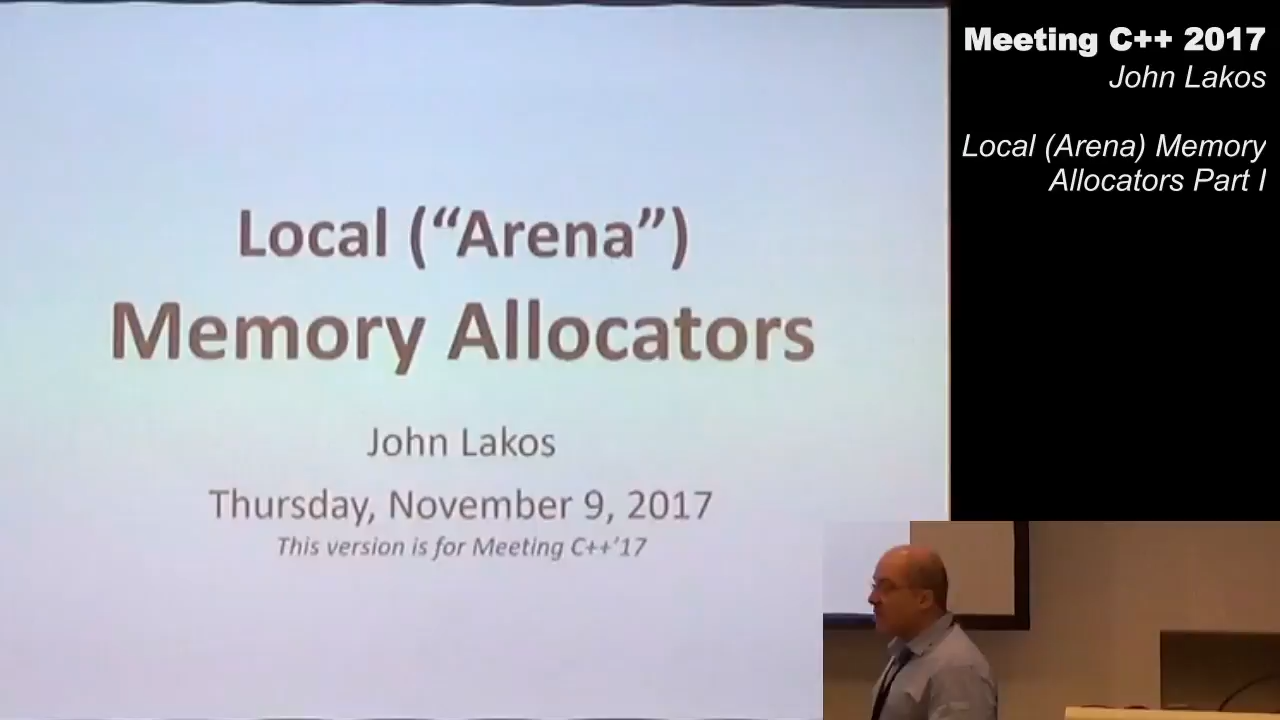 Local (“Arena”)
Memory Allocators
John Lakos
Thursday, November 9, 2017
This version is for Meeting C++’17
Meeting C++ 2017
John Lakos
Local (Arena) Memory
Allocators Part I